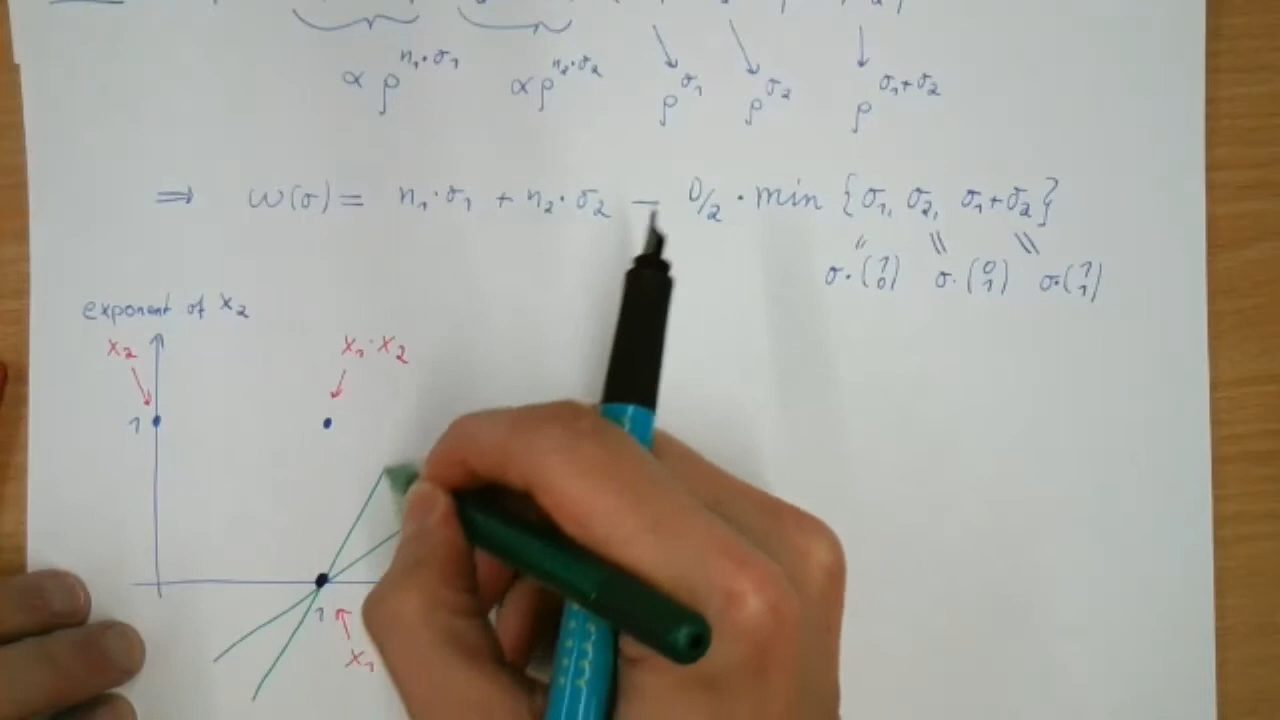 ∝ ρ^{n₁·σ₁} ∝ρ^{n₂·σ₂} ρ^{σ₁} ρ^{σ₂} ρ^{σ₁+σ₂}
⇒ ω(σ) = n₁·σ₁ + n₂·σ₂ — D/2 · min {σ₁, σ₂, σ₁+σ₂}
σ·(1 0) σ·(0 1) σ·(1 1)
exponent of x₂
x₂ x₁·x₂
1
1
x₁